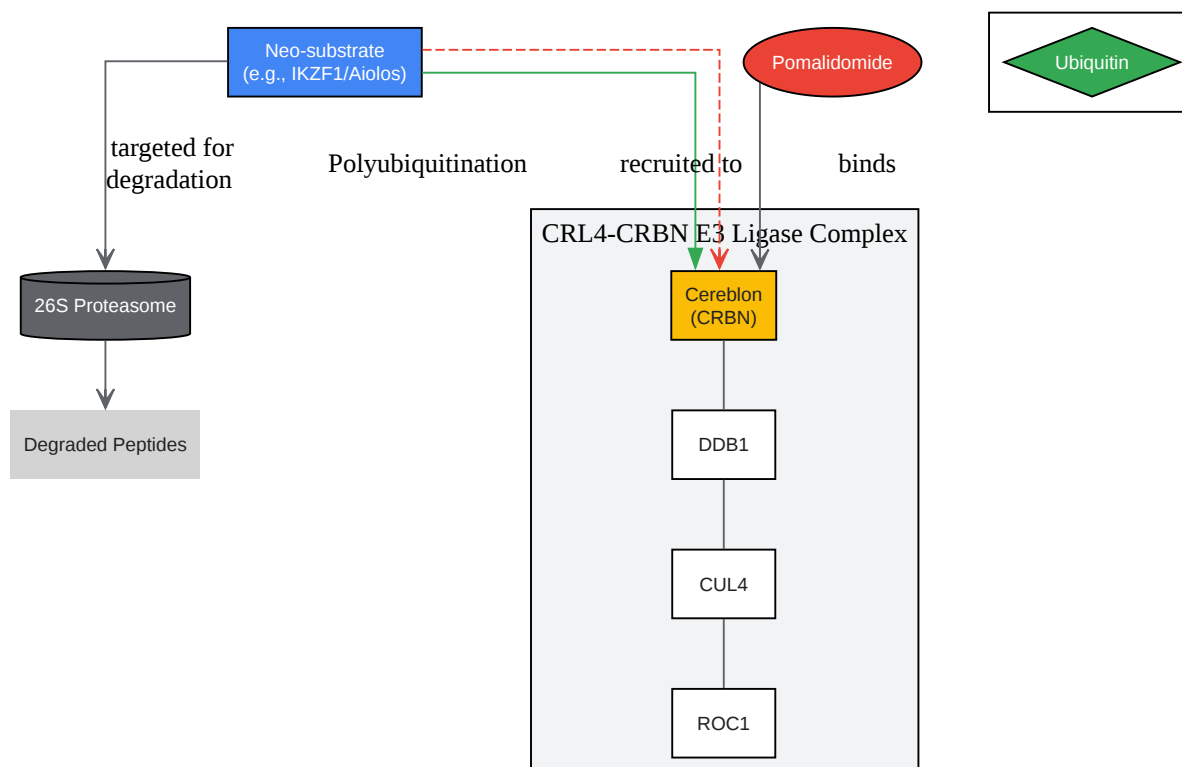 Neo-substrate
(e.g., IKZF1/Aiolos)
Pomalidomide
Ubiquitin
targeted for
degradation
Polyubiquitination
recruited to
binds
CRL4-CRBN E3 Ligase Complex
26S Proteasome
Cereblon
(CRBN)
Degraded Peptides
DDB1
CUL4
ROC1